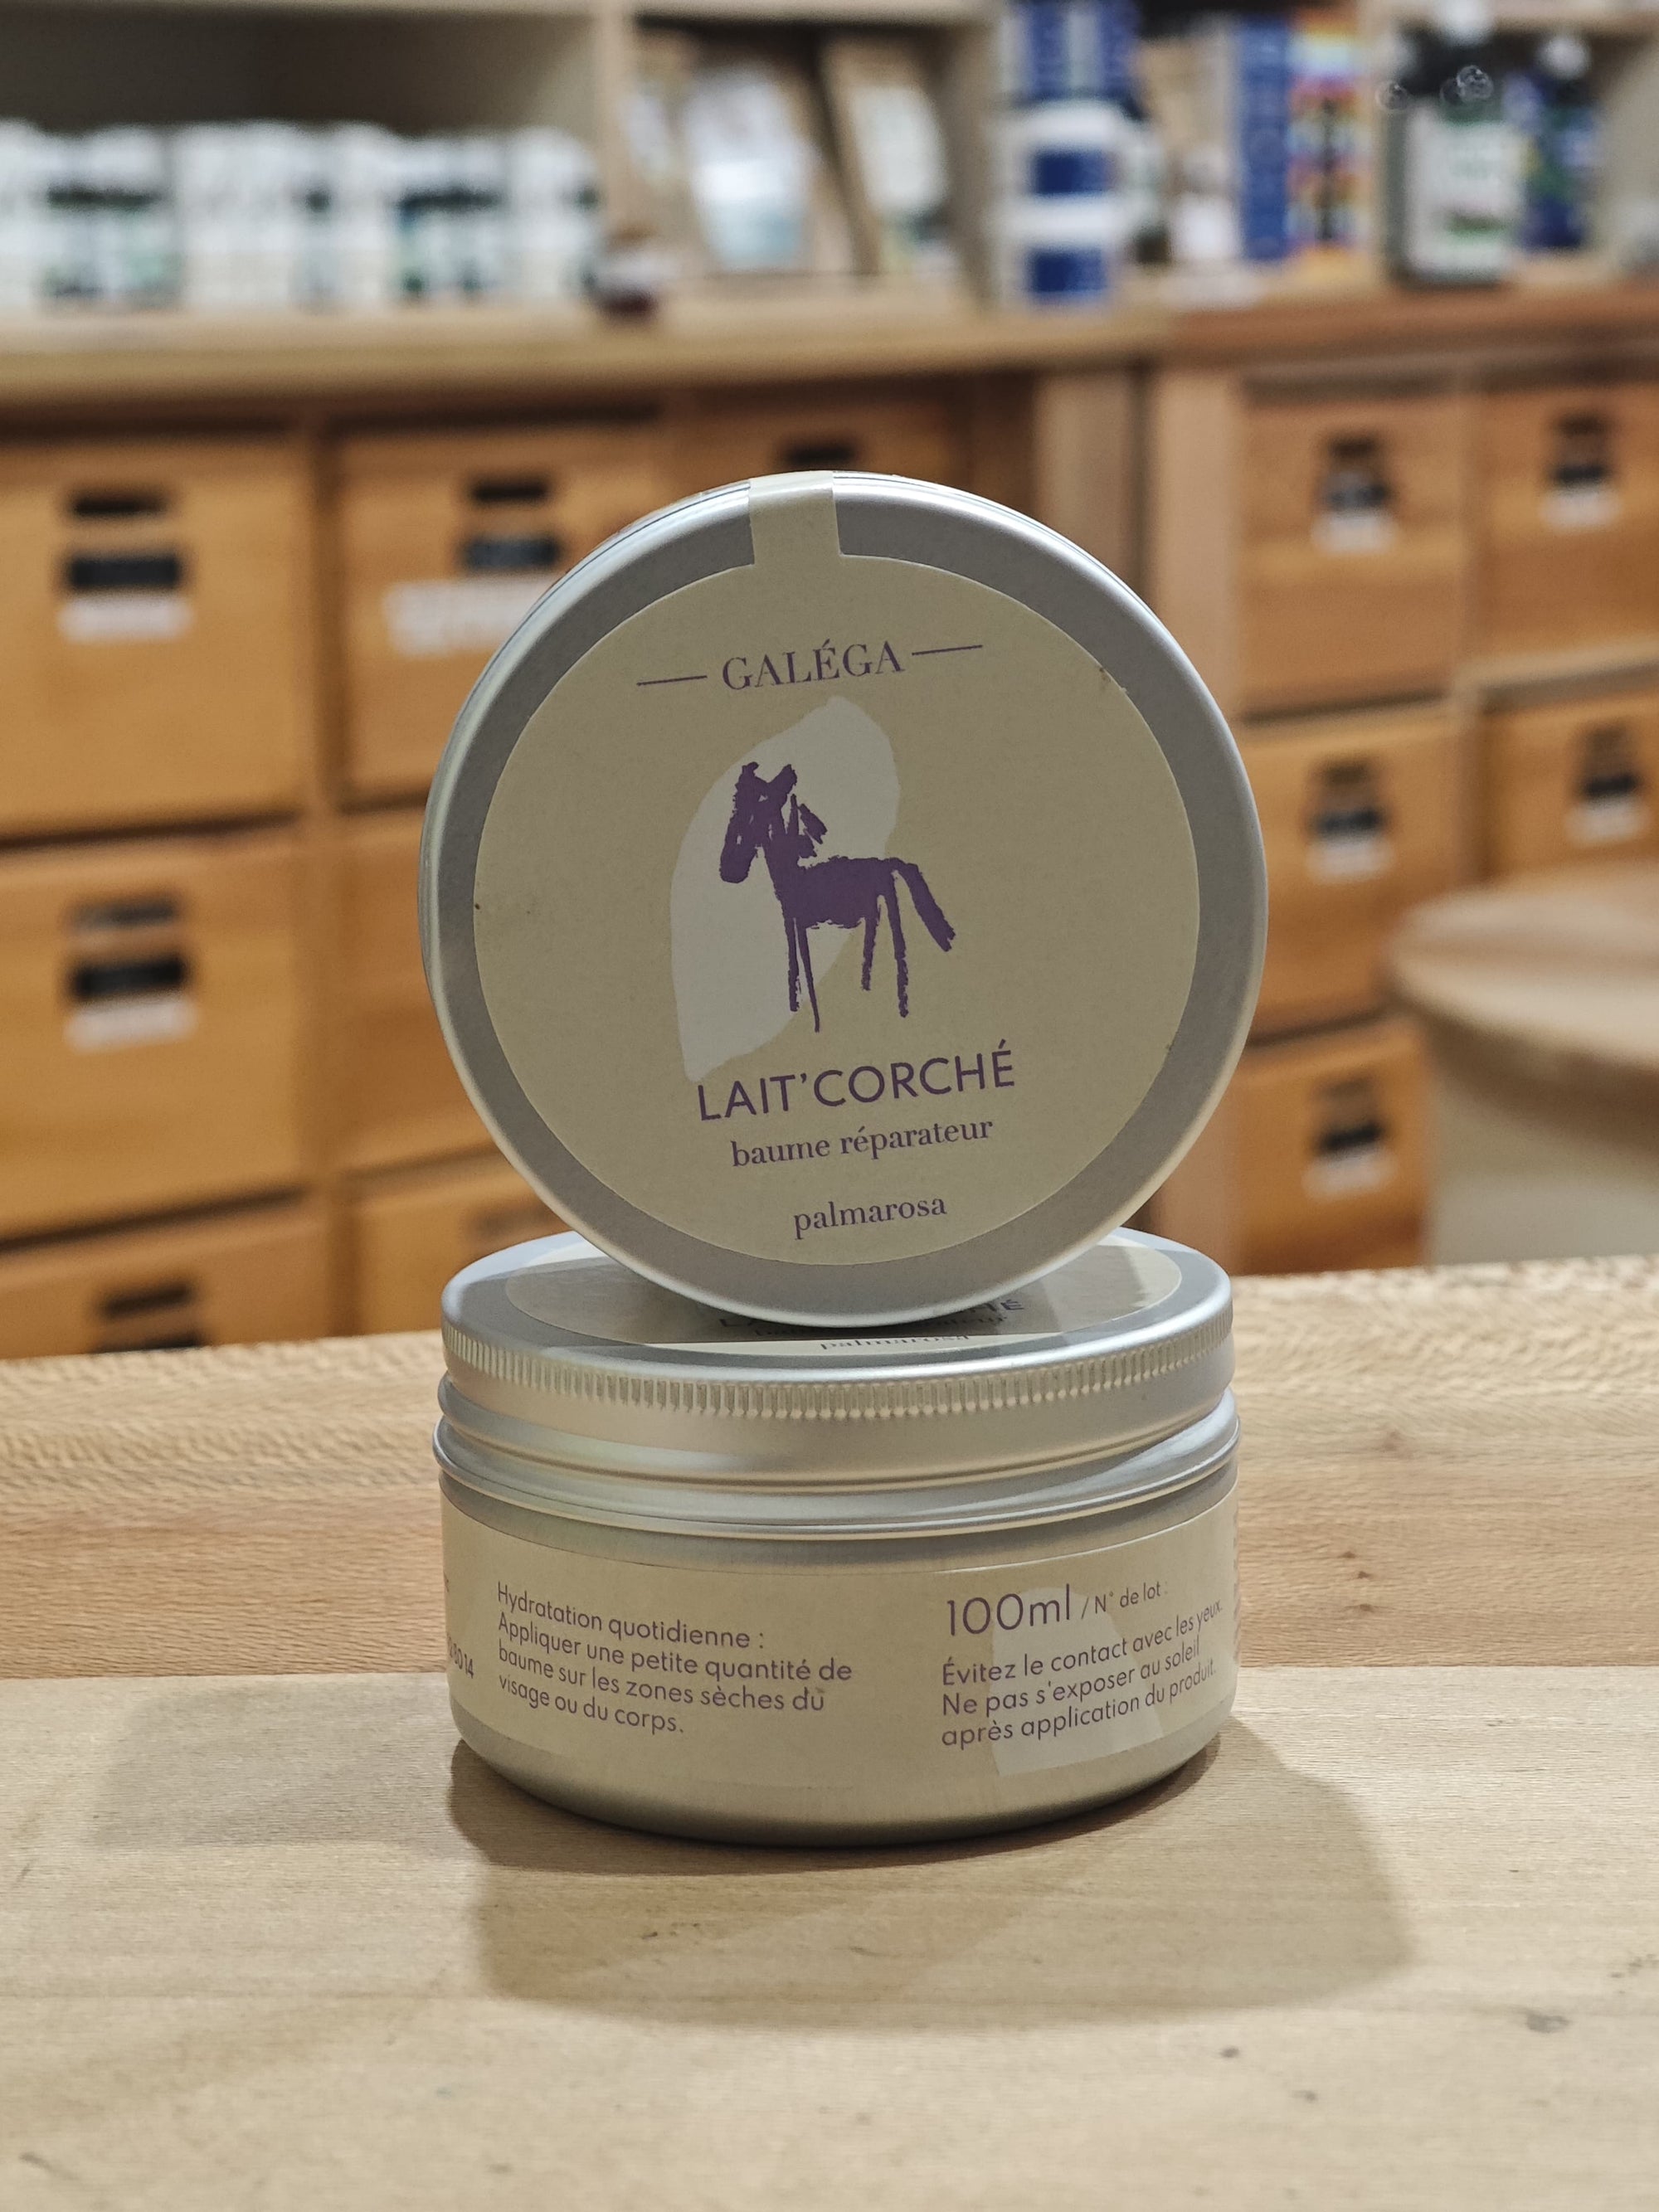 GALÉGA
LAIT'CORCHÉ
baume réparateur
palmarosa
palmarosa
Hydratation quotidienne :
Appliquer une petite quantité de
baume sur les zones sèches du
visage ou du corps.
100ml / N° de lot :
Évitez le contact avec les yeux.
Ne pas s'exposer au soleil
après application du produit.